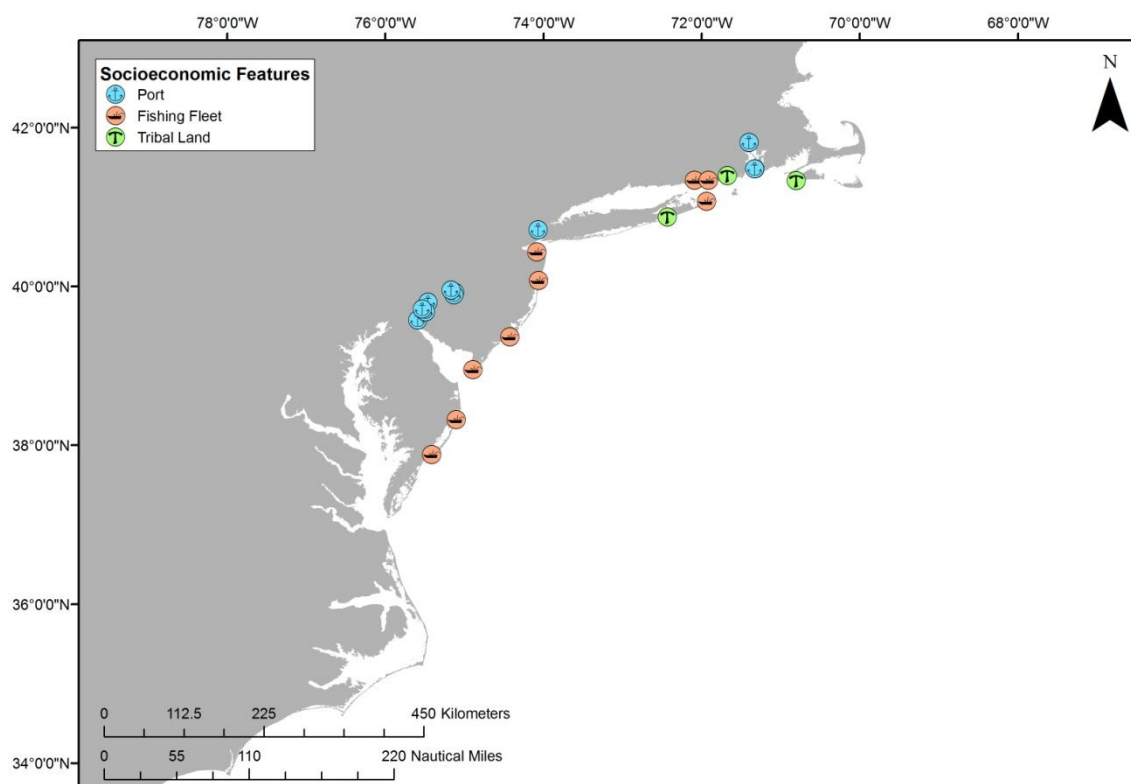 78°0'0"W 76°0'0"W 74°0'0"W 72°0'0"W 70°0'0"W 68°0'0"W
Socioeconomic Features
Port
Fishing Fleet
Tribal Land
N
42°0'0"N
40°0'0"N
38°0'0"N
36°0'0"N
34°0'0"N
0 112.5 225 450 Kilometers
0 55 110 220 Nautical Miles